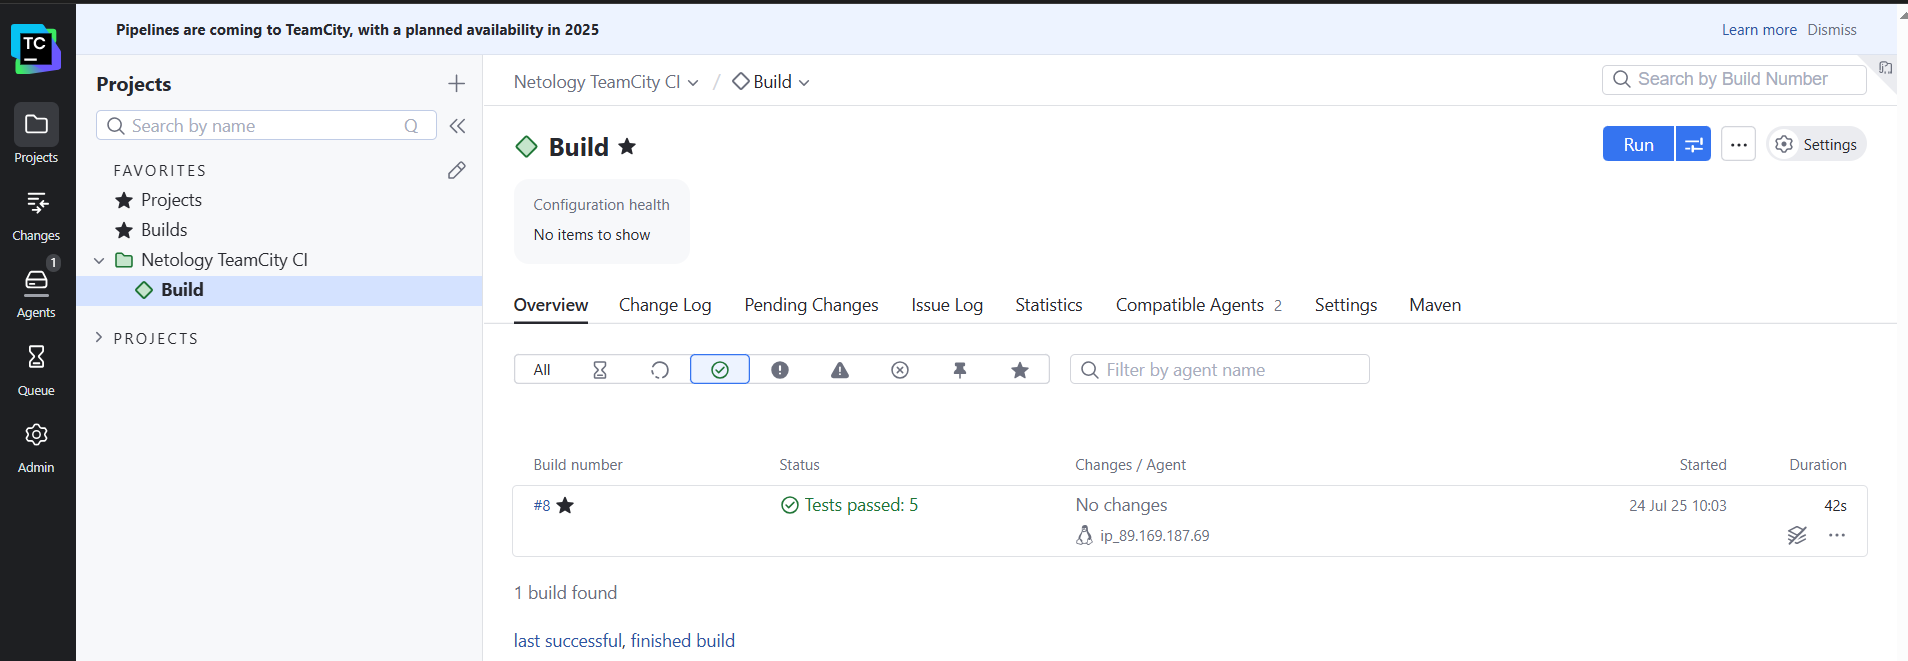 Pipelines are coming to TeamCity, with a planned availability in 2025
Learn more Dismiss
TC
Projects
Changes
1
Agents
Queue
Admin
Projects
Search by name Q
FAVORITES
Projects
Builds
Netology TeamCity CI
Build
PROJECTS
Netology TeamCity CI / Build
Search by Build Number
Build
Run
Settings
Configuration health
No items to show
Overview Change Log Pending Changes Issue Log Statistics Compatible Agents 2 Settings Maven
All
Filter by agent name
Build number Status Changes / Agent Started Duration
#8 Tests passed: 5 No changes 24 Jul 25 10:03 42s
ip_89.169.187.69
1 build found
last successful, finished build